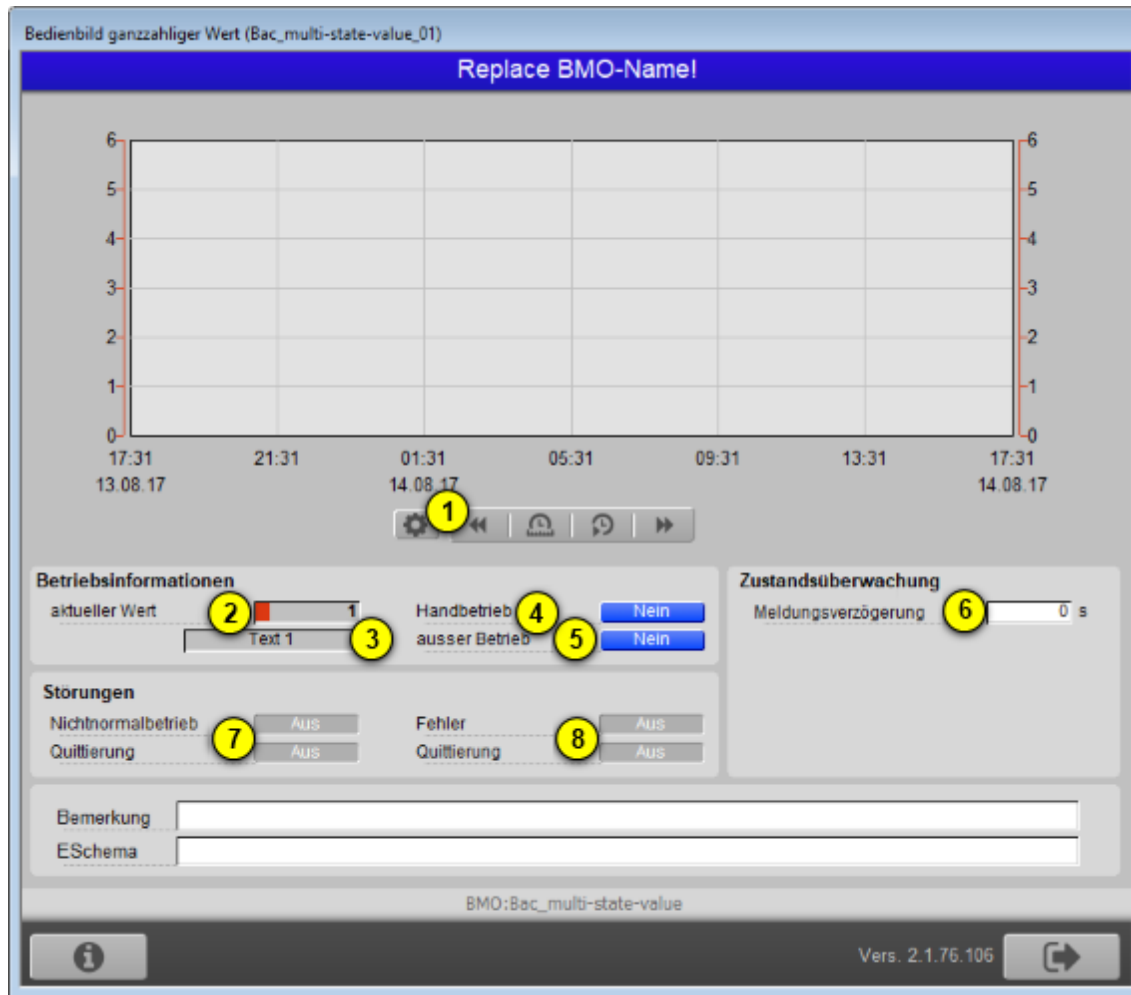 Bedienbild ganzzahliger Wert (Bac_multi-state-value_01)
Replace BMO-Name!
6 6
5 5
4 4
3 3
2 2
1 1
0 0
17:31 21:31 01:31 05:31 09:31 13:31 17:31
13.08.17 14.08.17 14.08.17
1
Betriebsinformationen
aktueller Wert 2 1
Text 1 3
Handbetrieb 4 Nein
ausser Betrieb 5 Nein
Zustandsüberwachung
Meldungsverzögerung 6 0 s
Störungen
Nichtnormalbetrieb Aus
7
Quittierung Aus
Fehler Aus
8
Quittierung Aus
Bemerkung
ESchema
BMO:Bac_multi-state-value
Vers. 2.1.76.106